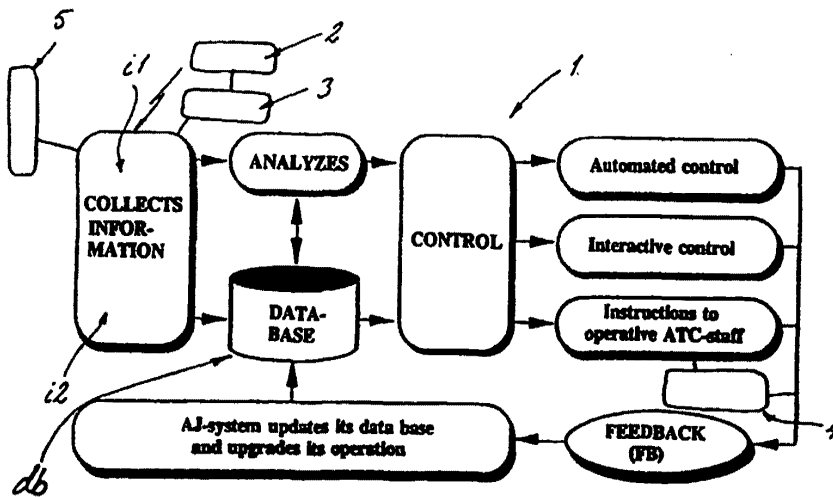 5
i1
2
3
1
COLLECTS
INFOR-
MATION
ANALYZES
CONTROL
Automated control
Interactive control
Instructions to
operative ATC-staff
DATA-
BASE
i2
db
AJ-system updates its data base
and upgrades its operation
FEEDBACK
(FB)